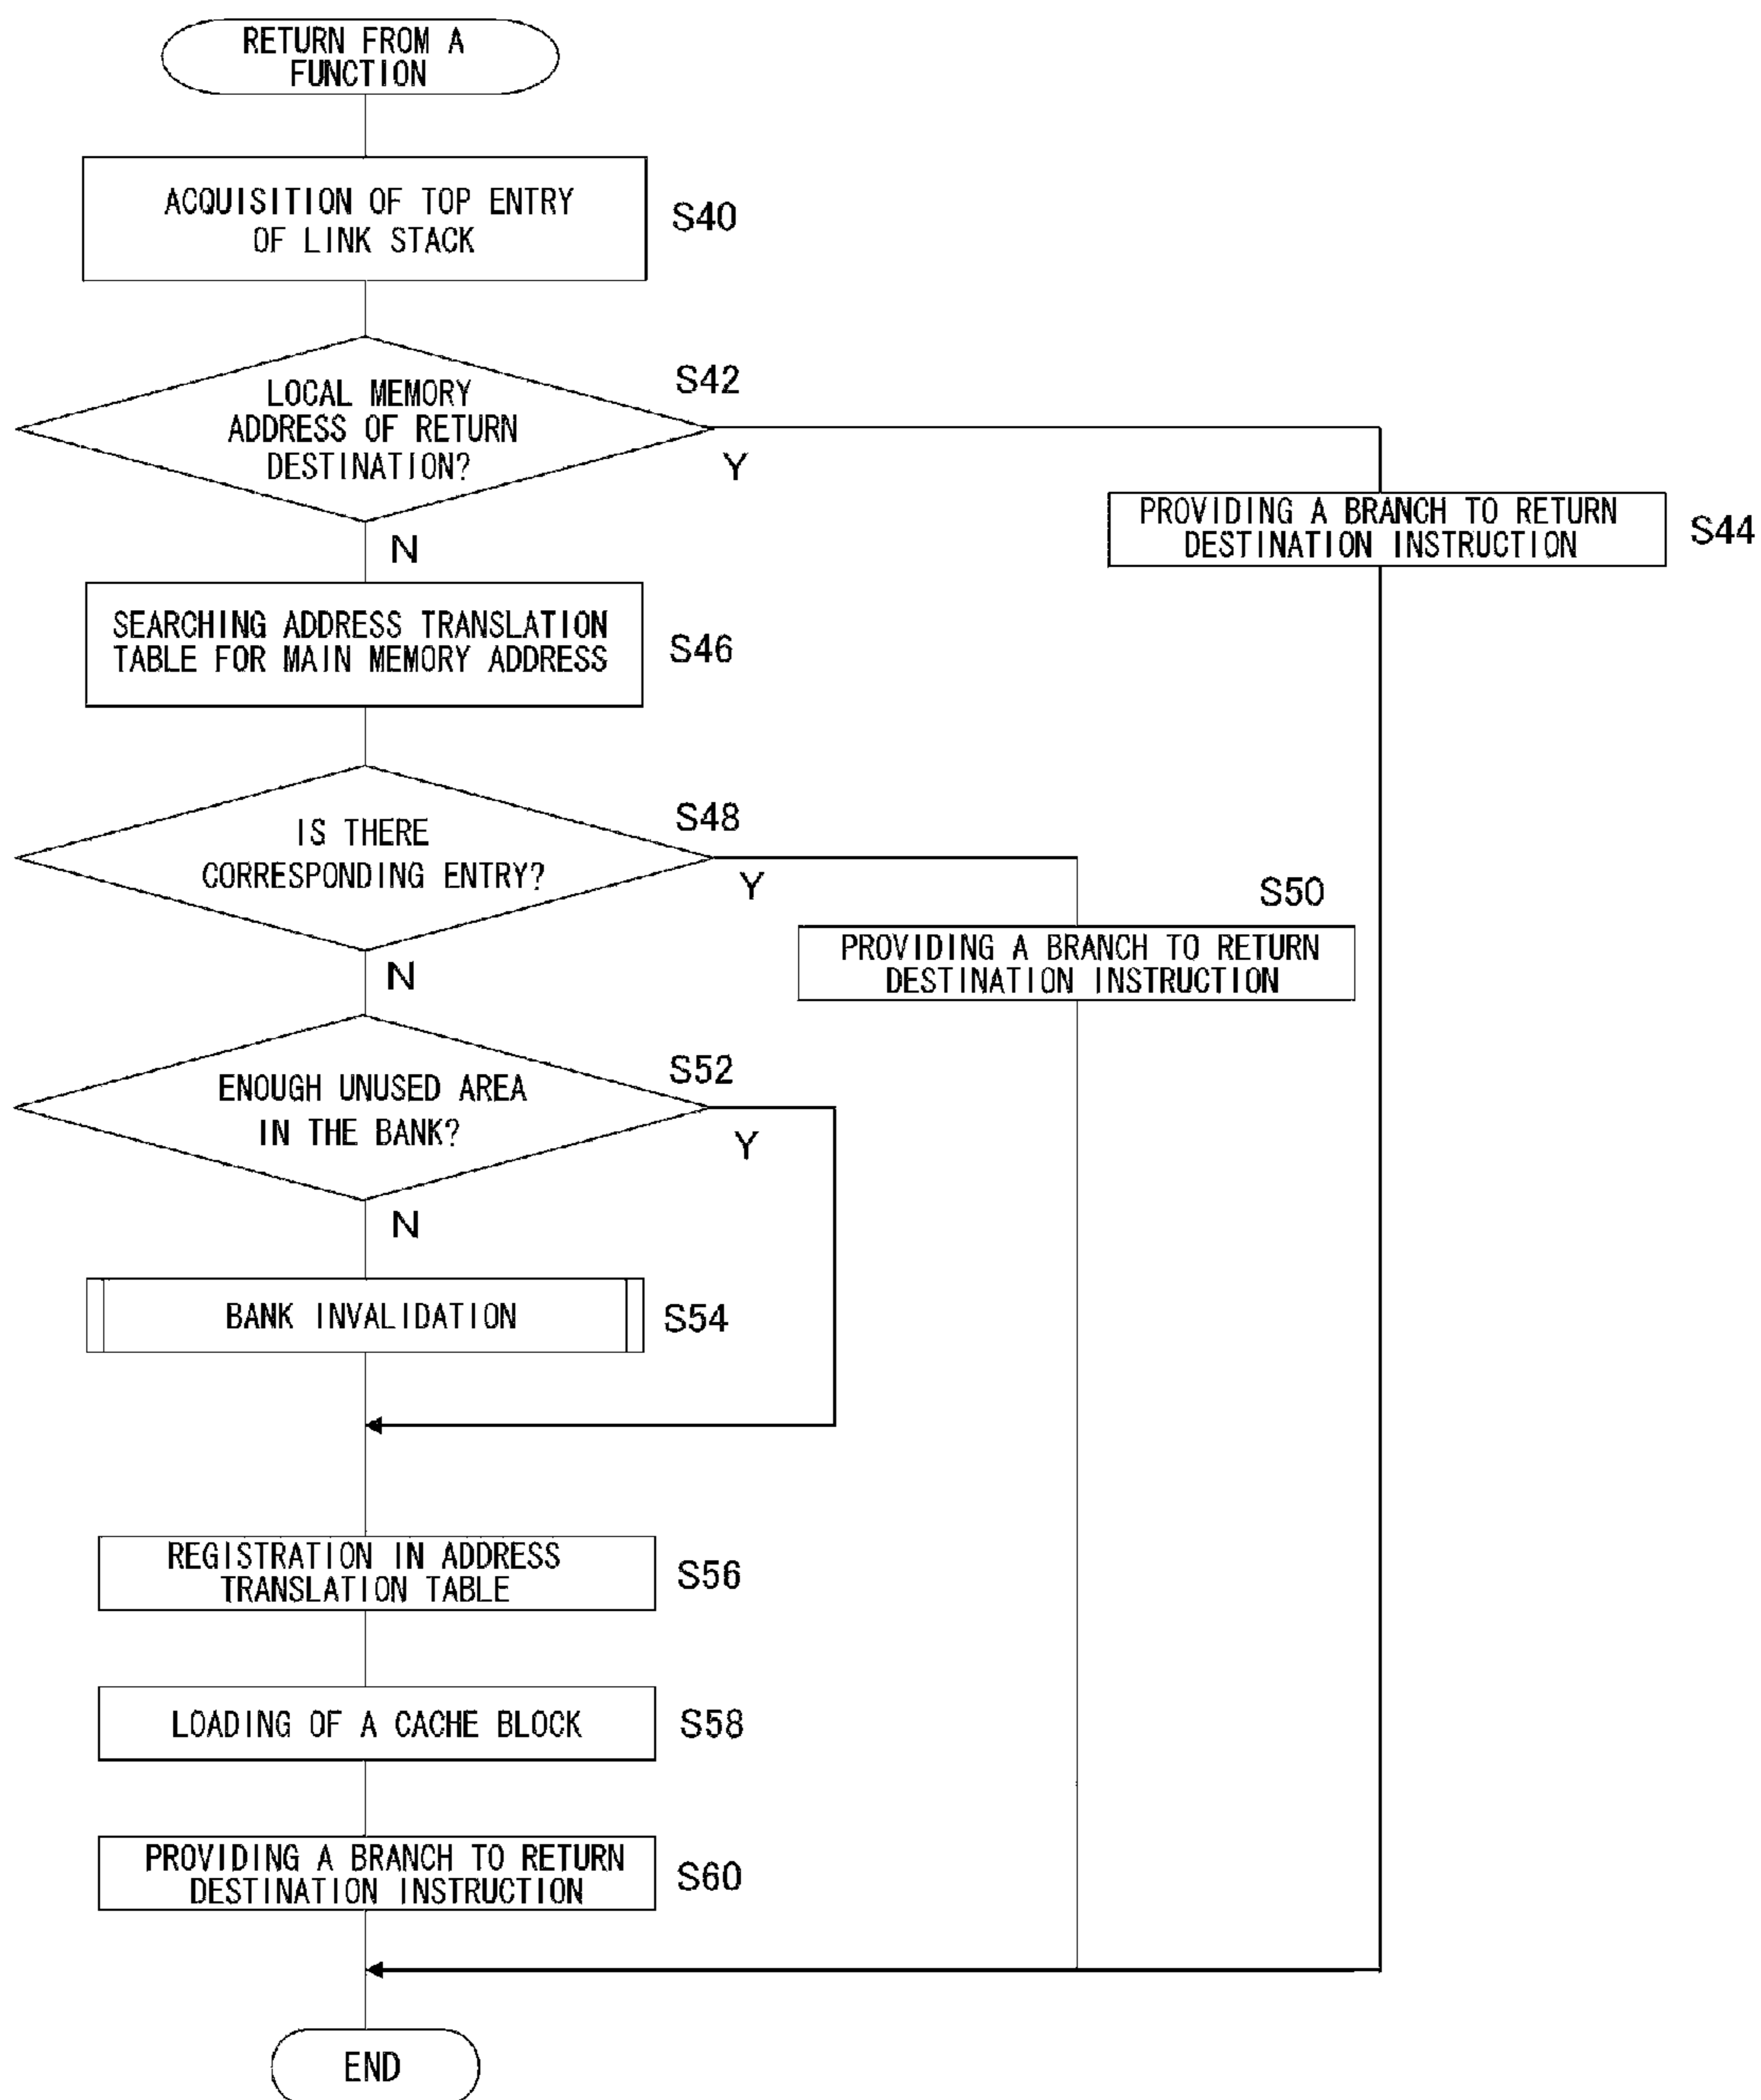 RETURN FROM A
FUNCTION
ACQUISITION OF TOP ENTRY
OF LINK STACK
S40
LOCAL MEMORY
ADDRESS OF RETURN
DESTINATION?
S42
Y
N
PROVIDING A BRANCH TO RETURN
DESTINATION INSTRUCTION
S44
SEARCHING ADDRESS TRANSLATION
TABLE FOR MAIN MEMORY ADDRESS
S46
IS THERE
CORRESPONDING ENTRY?
S48
Y
N
S50
PROVIDING A BRANCH TO RETURN
DESTINATION INSTRUCTION
ENOUGH UNUSED AREA
IN THE BANK?
S52
Y
N
BANK INVALIDATION
S54
REGISTRATION IN ADDRESS
TRANSLATION TABLE
S56
LOADING OF A CACHE BLOCK
S58
PROVIDING A BRANCH TO RETURN
DESTINATION INSTRUCTION
S60
END